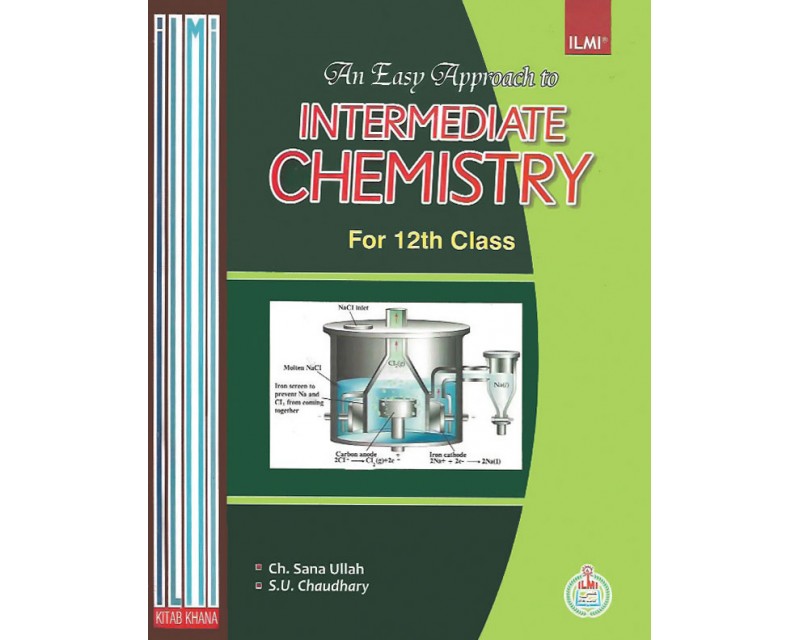 ILMI
KITAB KHANA
ILMI®
An Easy Approach to
INTERMEDIATE
CHEMISTRY
For 12th Class
NaCl inlet
Cl₂(g)
Molten NaCl
Na(l)
Iron screen to
prevent Na and
Cl₂ from coming
together
Carbon anode
2Cl⁻ → Cl₂(g)+2e⁻
Iron cathode
2Na+ + 2e- → 2Na(l)
Ch. Sana Ullah
S.U. Chaudhary
ILMI